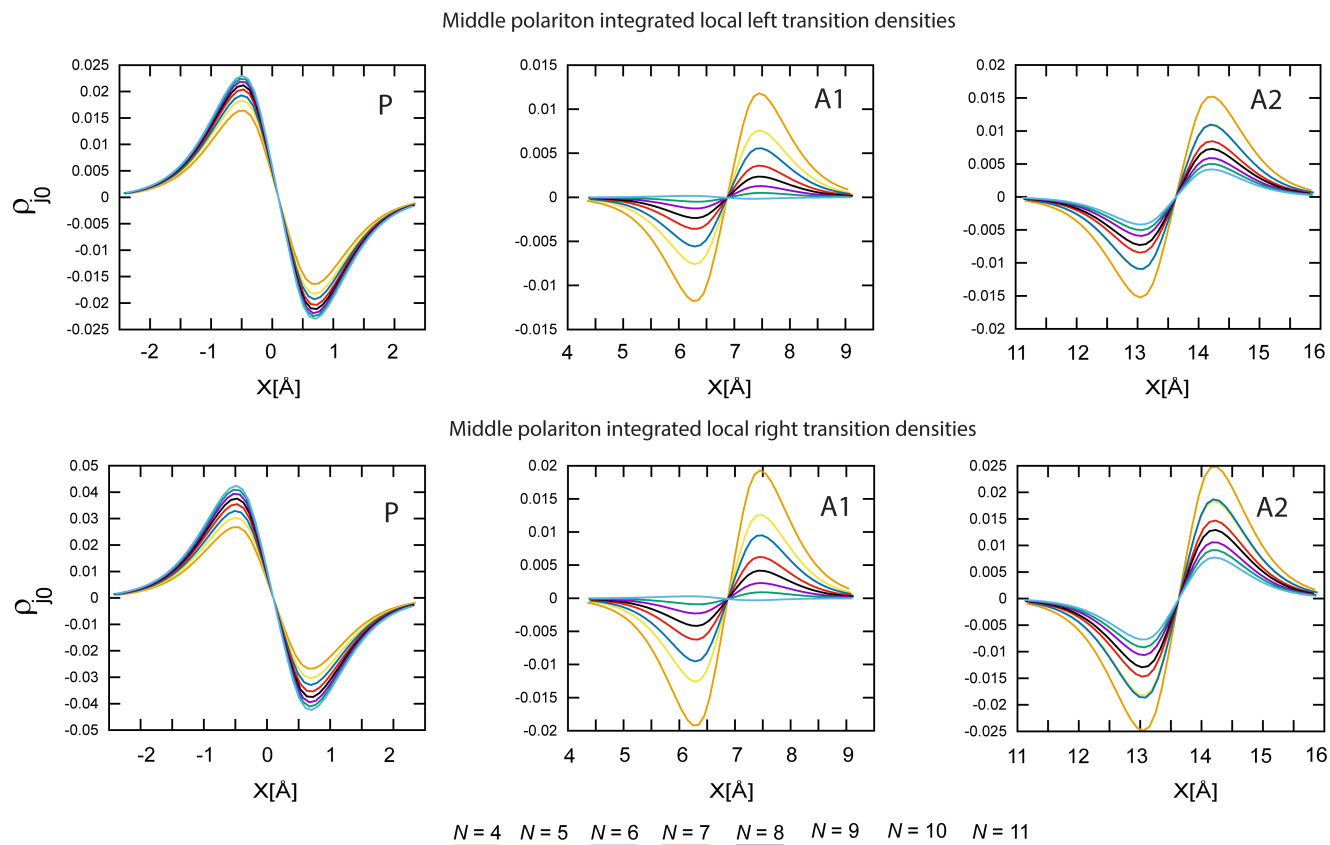 Middle polariton integrated local left transition densities
0.025
0.02
0.015
0.01
0.005
0
-0.005
-0.01
-0.015
-0.02
-0.025
ρj0
P
-2 -1 0 1 2
X[Å]
0.015
0.01
0.005
0
-0.005
-0.01
-0.015
A1
4 5 6 7 8 9
X[Å]
0.02
0.015
0.01
0.005
0
-0.005
-0.01
-0.015
-0.02
A2
11 12 13 14 15 16
X[Å]
Middle polariton integrated local right transition densities
0.05
0.04
0.03
0.02
0.01
0
-0.01
-0.02
-0.03
-0.04
-0.05
ρj0
P
-2 -1 0 1 2
X[Å]
0.02
0.015
0.01
0.005
0
-0.005
-0.01
-0.015
-0.02
A1
4 5 6 7 8 9
X[Å]
0.025
0.02
0.015
0.01
0.005
0
-0.005
-0.01
-0.015
-0.02
-0.025
A2
11 12 13 14 15 16
X[Å]
N = 4 N = 5 N = 6 N = 7 N = 8 N = 9 N = 10 N = 11